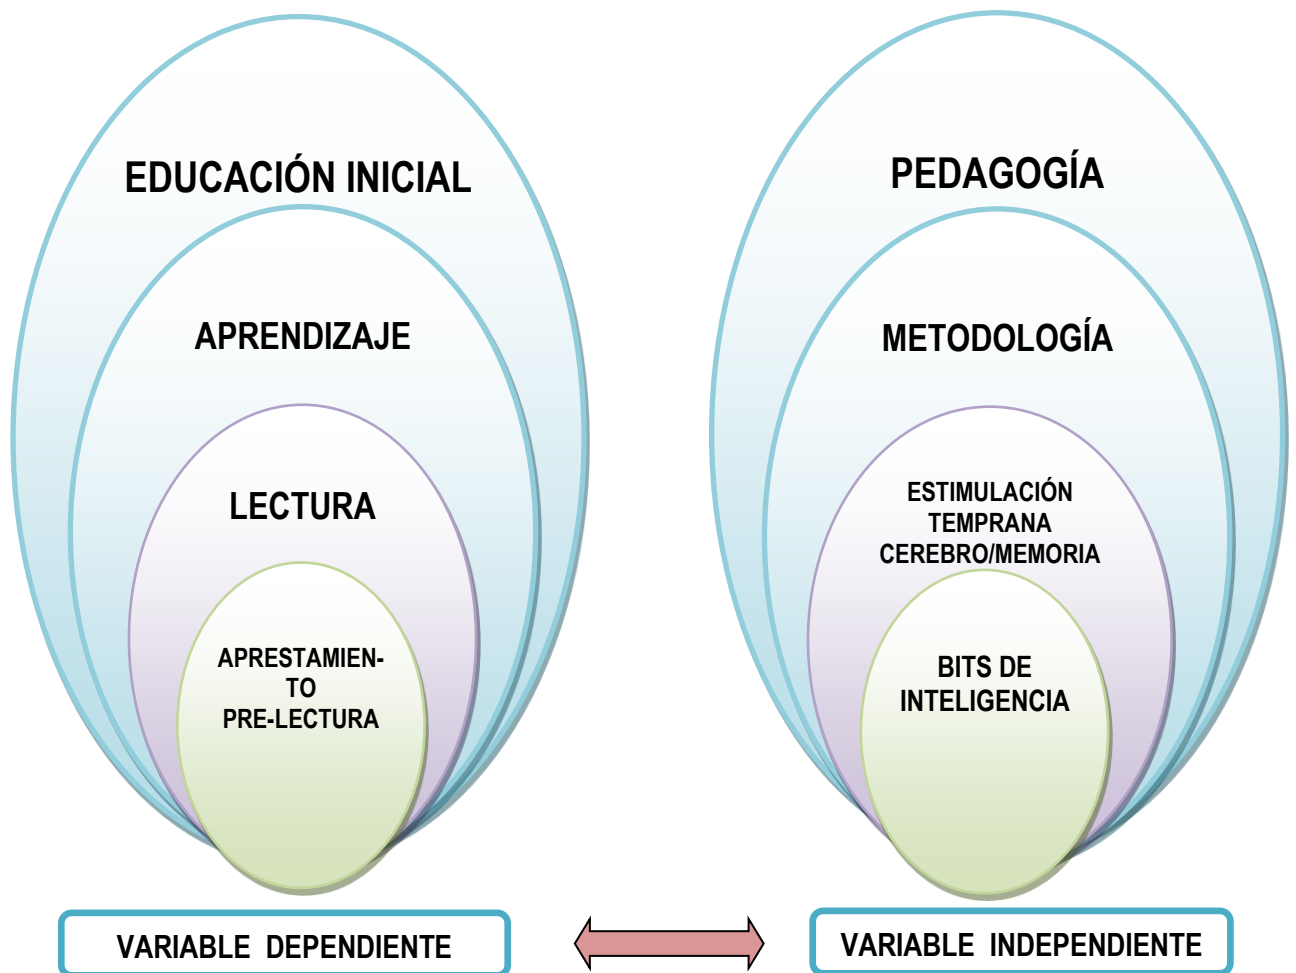 EDUCACIÓN INICIAL
APRENDIZAJE
LECTURA
APRESTAMIEN-
TO
PRE-LECTURA
VARIABLE DEPENDIENTE
PEDAGOGÍA
METODOLOGÍA
ESTIMULACIÓN
TEMPRANA
CEREBRO/MEMORIA
BITS DE
INTELIGENCIA
VARIABLE INDEPENDIENTE